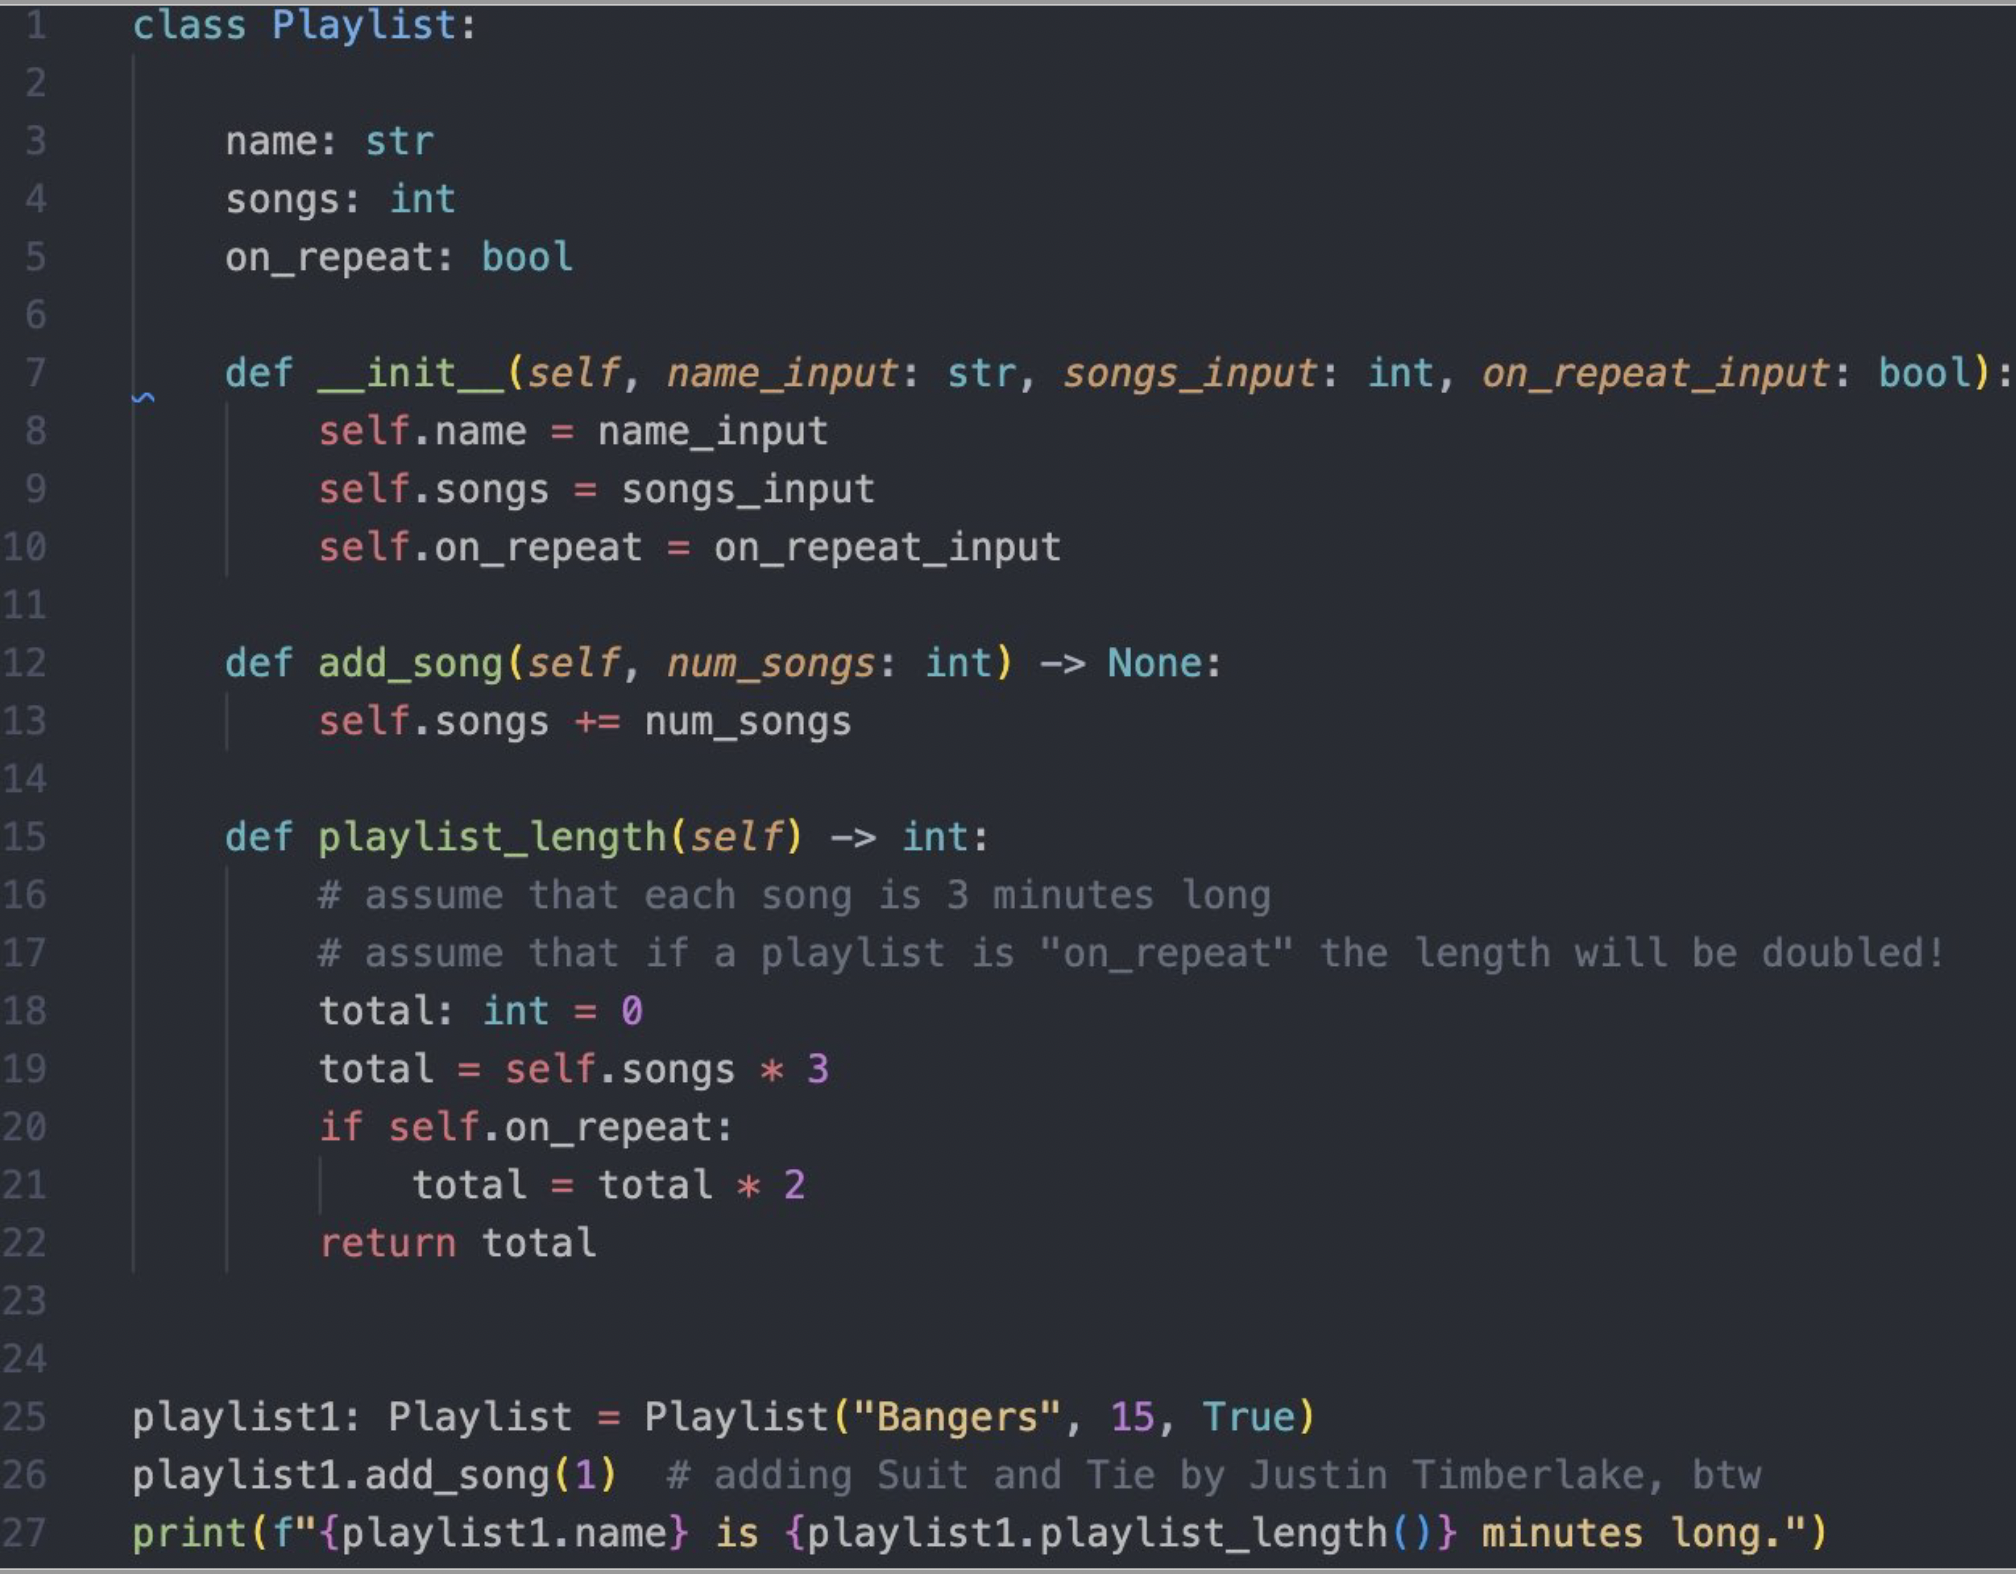 1 class Playlist:
2
3 name: str
4 songs: int
5 on_repeat: bool
6
7 def __init__(self, name_input: str, songs_input: int, on_repeat_input: bool):
8 self.name = name_input
9 self.songs = songs_input
10 self.on_repeat = on_repeat_input
11
12 def add_song(self, num_songs: int) -> None:
13 self.songs += num_songs
14
15 def playlist_length(self) -> int:
16 # assume that each song is 3 minutes long
17 # assume that if a playlist is "on_repeat" the length will be doubled!
18 total: int = 0
19 total = self.songs * 3
20 if self.on_repeat:
21 total = total * 2
22 return total
23
24
25 playlist1: Playlist = Playlist("Bangers", 15, True)
26 playlist1.add_song(1)  # adding Suit and Tie by Justin Timberlake, btw
27 print(f"{playlist1.name} is {playlist1.playlist_length()} minutes long.")